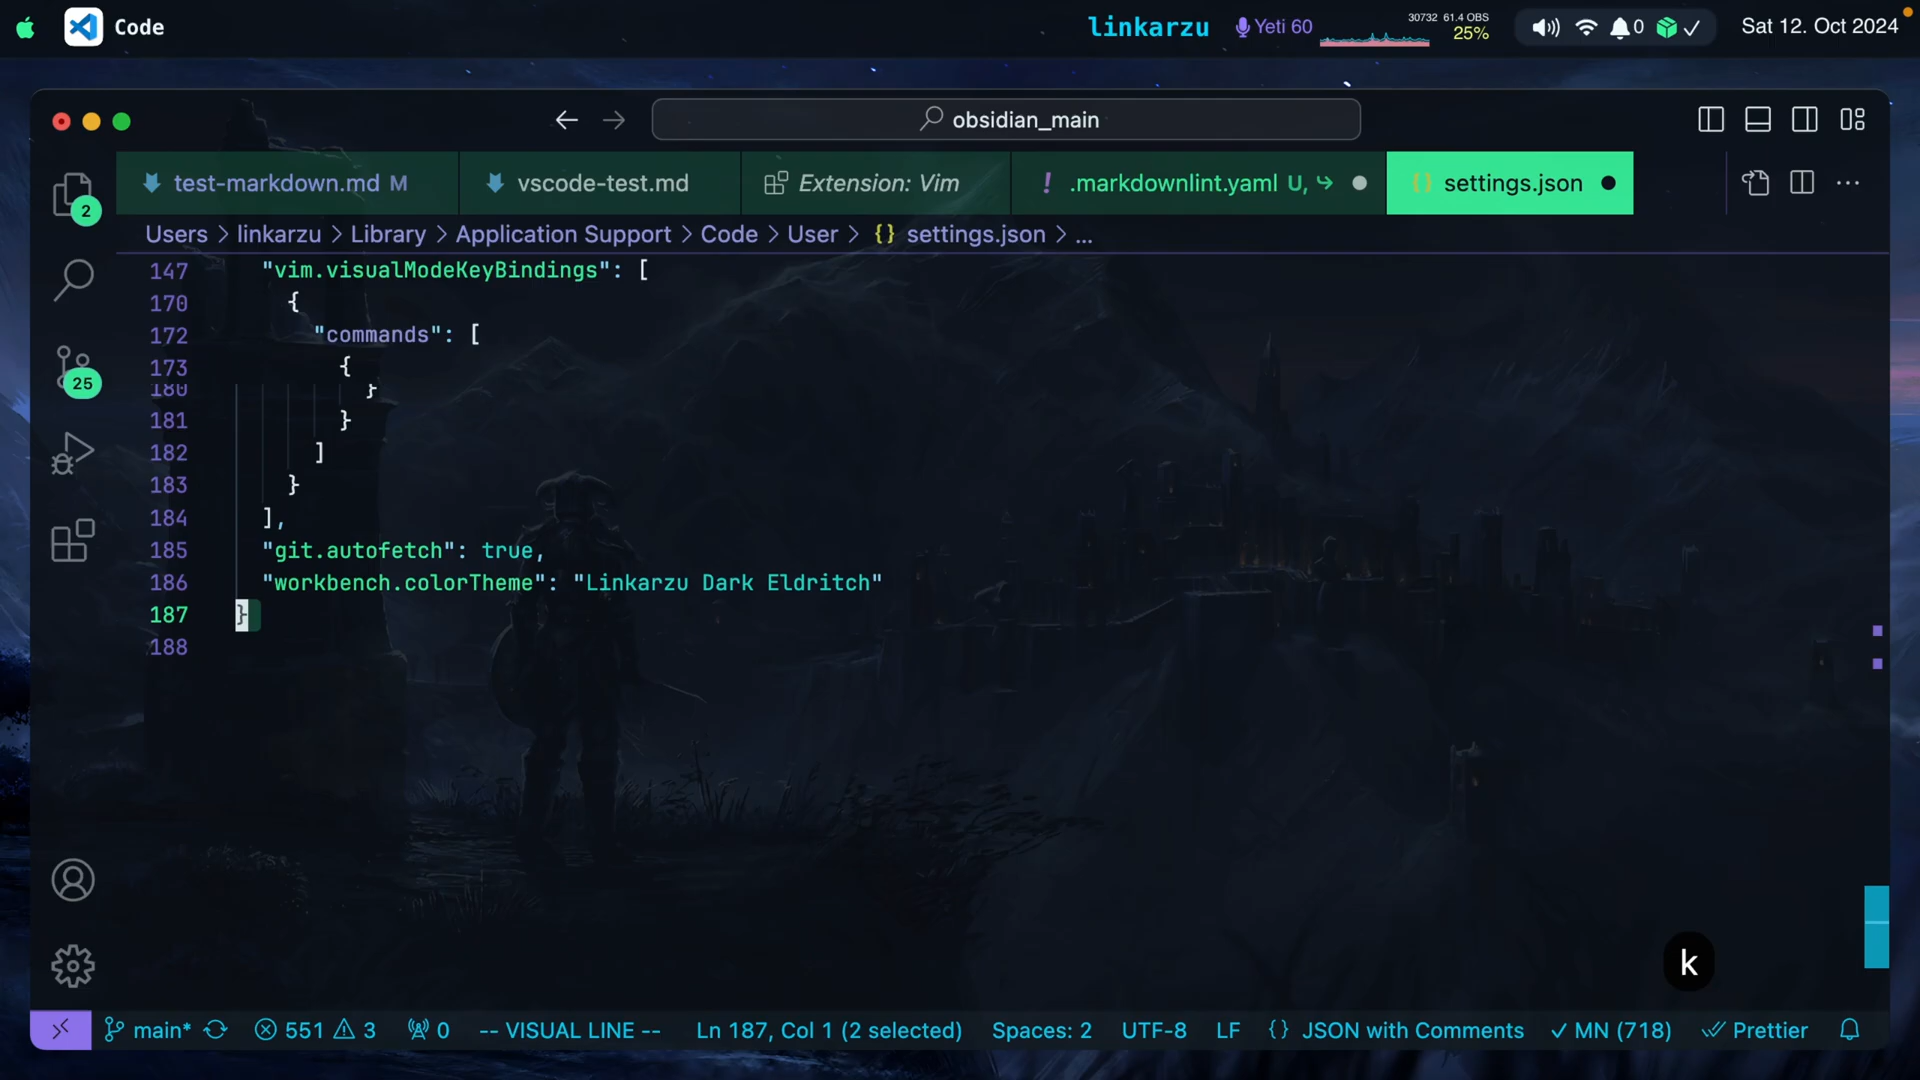 Code
linkarzu
Yeti 60
30732 61.4 OBS
25%
0
Sat 12. Oct 2024
obsidian_main
test-markdown.md M
vscode-test.md
Extension: Vim
! .markdownlint.yaml U,
{} settings.json
2
Users > linkarzu > Library > Application Support > Code > User > {} settings.json > ...
147 "vim.visualModeKeyBindings": [
170 {
172 "commands": [
173 {
180 }
181 }
182 ]
183 }
184 ],
185 "git.autofetch": true,
186 "workbench.colorTheme": "Linkarzu Dark Eldritch"
187 }
188
25
k
main* 551 3 0 -- VISUAL LINE -- Ln 187, Col 1 (2 selected) Spaces: 2 UTF-8 LF {} JSON with Comments ✓ MN (718) Prettier